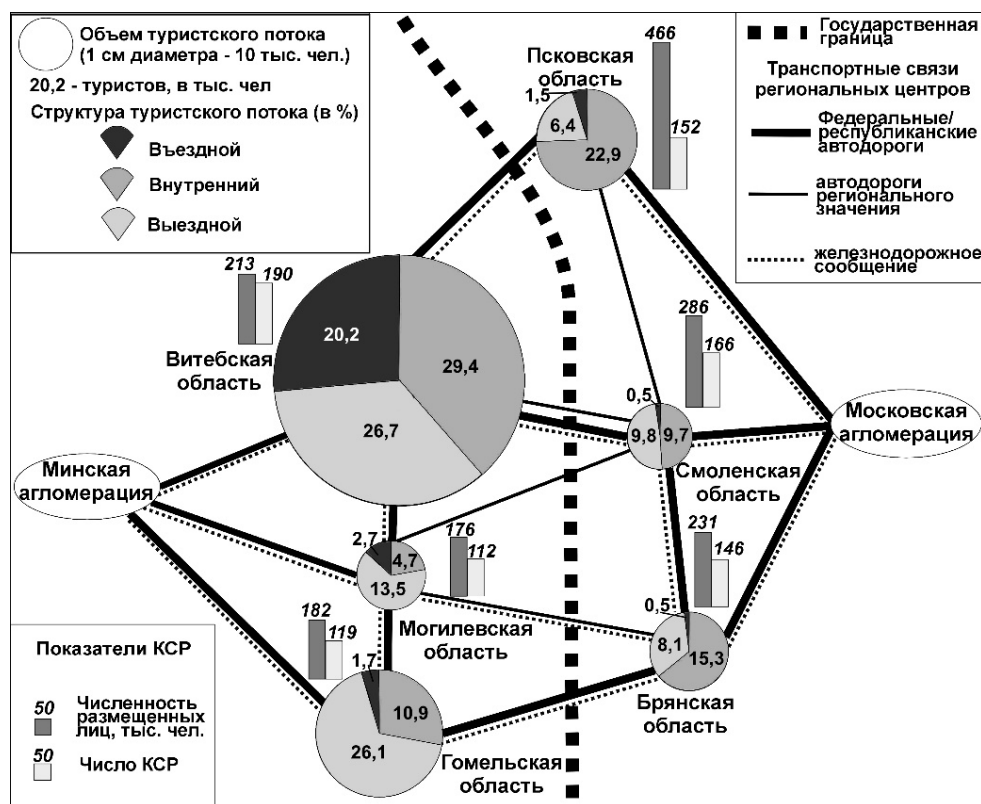 Объем туристского потока
(1 см диаметра - 10 тыс. чел.)
20,2 - туристов, в тыс. чел
Структура туристского потока (в %)
Въездной
Внутренний
Выездной
Государственная
граница
Транспортные связи
региональных центров
Федеральные/
республиканские
автодороги
автодороги
регионального
значения
железнодорожное
сообщение
Псковская
область
1,5
6,4
22,9
466
152
213
190
20,2
29,4
26,7
Витебская
область
286
166
0,5
9,8
9,7
Смоленская
область
Московская
агломерация
Минская
агломерация
2,7
4,7
13,5
176
112
Могилевская
область
231
146
0,5
8,1
15,3
Брянская
область
182
119
1,7
10,9
26,1
Гомельская
область
Показатели КСР
50
Численность
размещенных
лиц, тыс. чел.
50
Число КСР